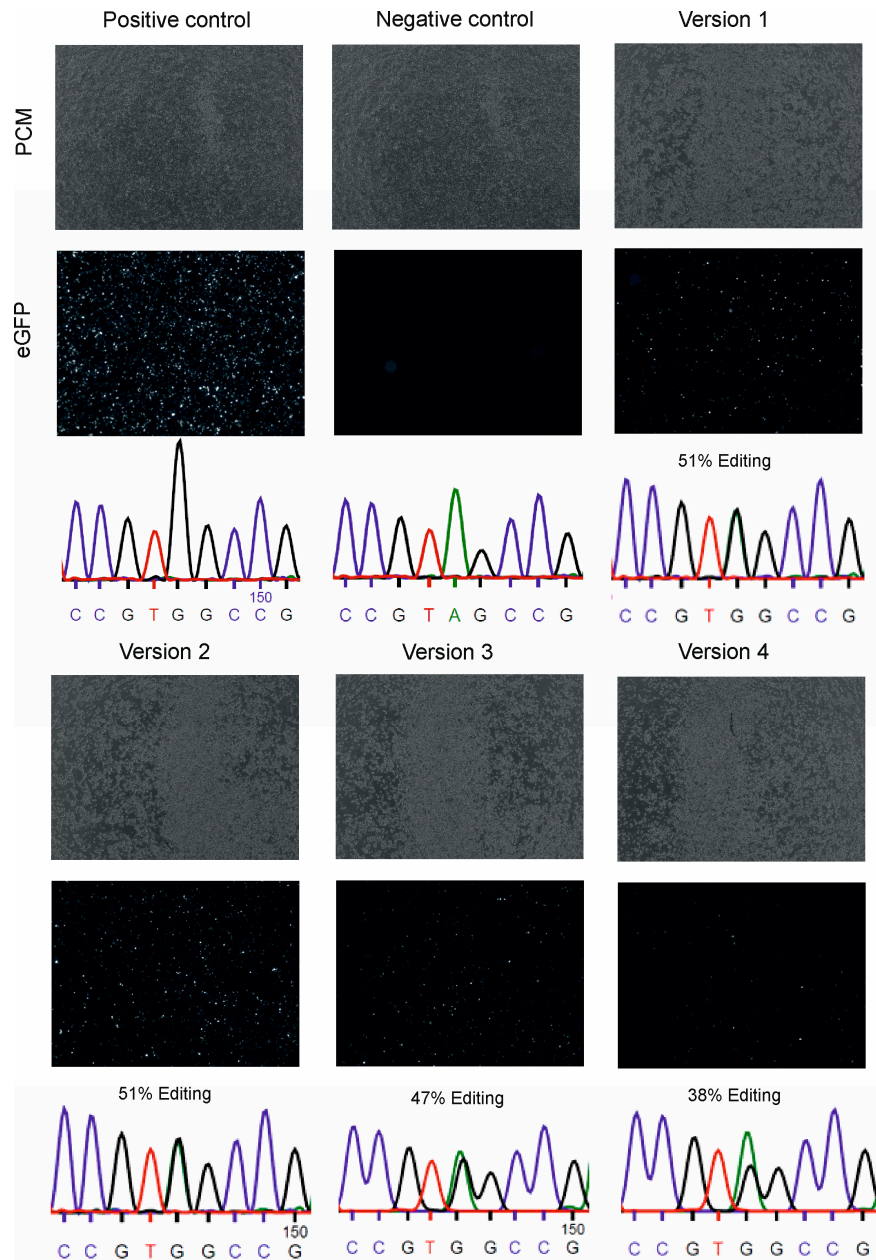 Positive control
Negative control
Version 1
PCM
eGFP
51% Editing
150
C C G T G G C C G
C C G T A G C C G
C C G T G G C C G
Version 2
Version 3
Version 4
51% Editing
47% Editing
38% Editing
150
C C G T G G C C G
150
C C G T G G C C G
C C G T G G C C G